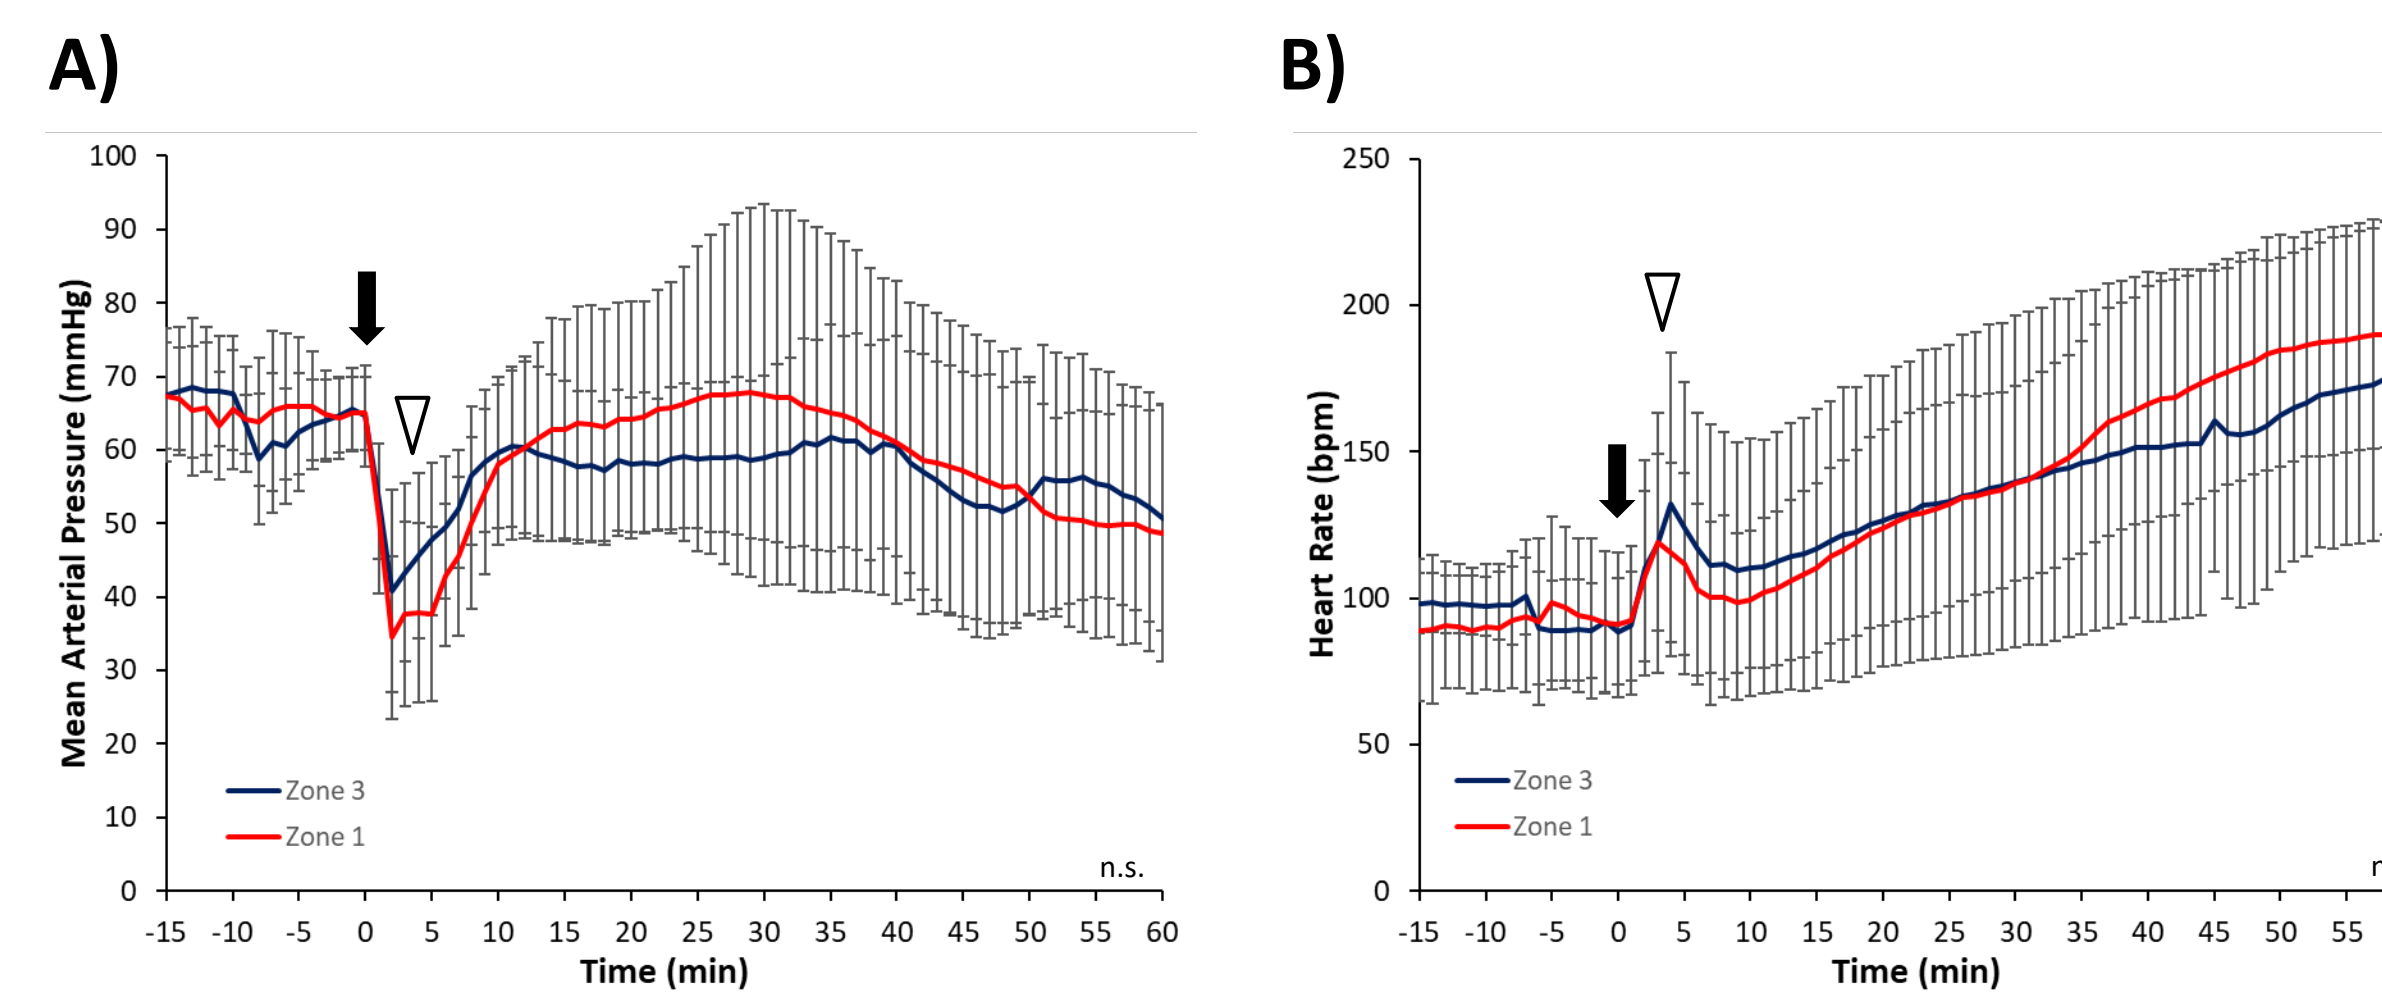 A)
100
90
80
70
60
50
40
30
20
10
0
Mean Arterial Pressure (mmHg)
Zone 3
Zone 1
n.s.
-15 -10 -5 0 5 10 15 20 25 30 35 40 45 50 55 60
Time (min)
B)
250
200
150
100
50
0
Heart Rate (bpm)
Zone 3
Zone 1
-15 -10 -5 0 5 10 15 20 25 30 35 40 45 50 55
Time (min)